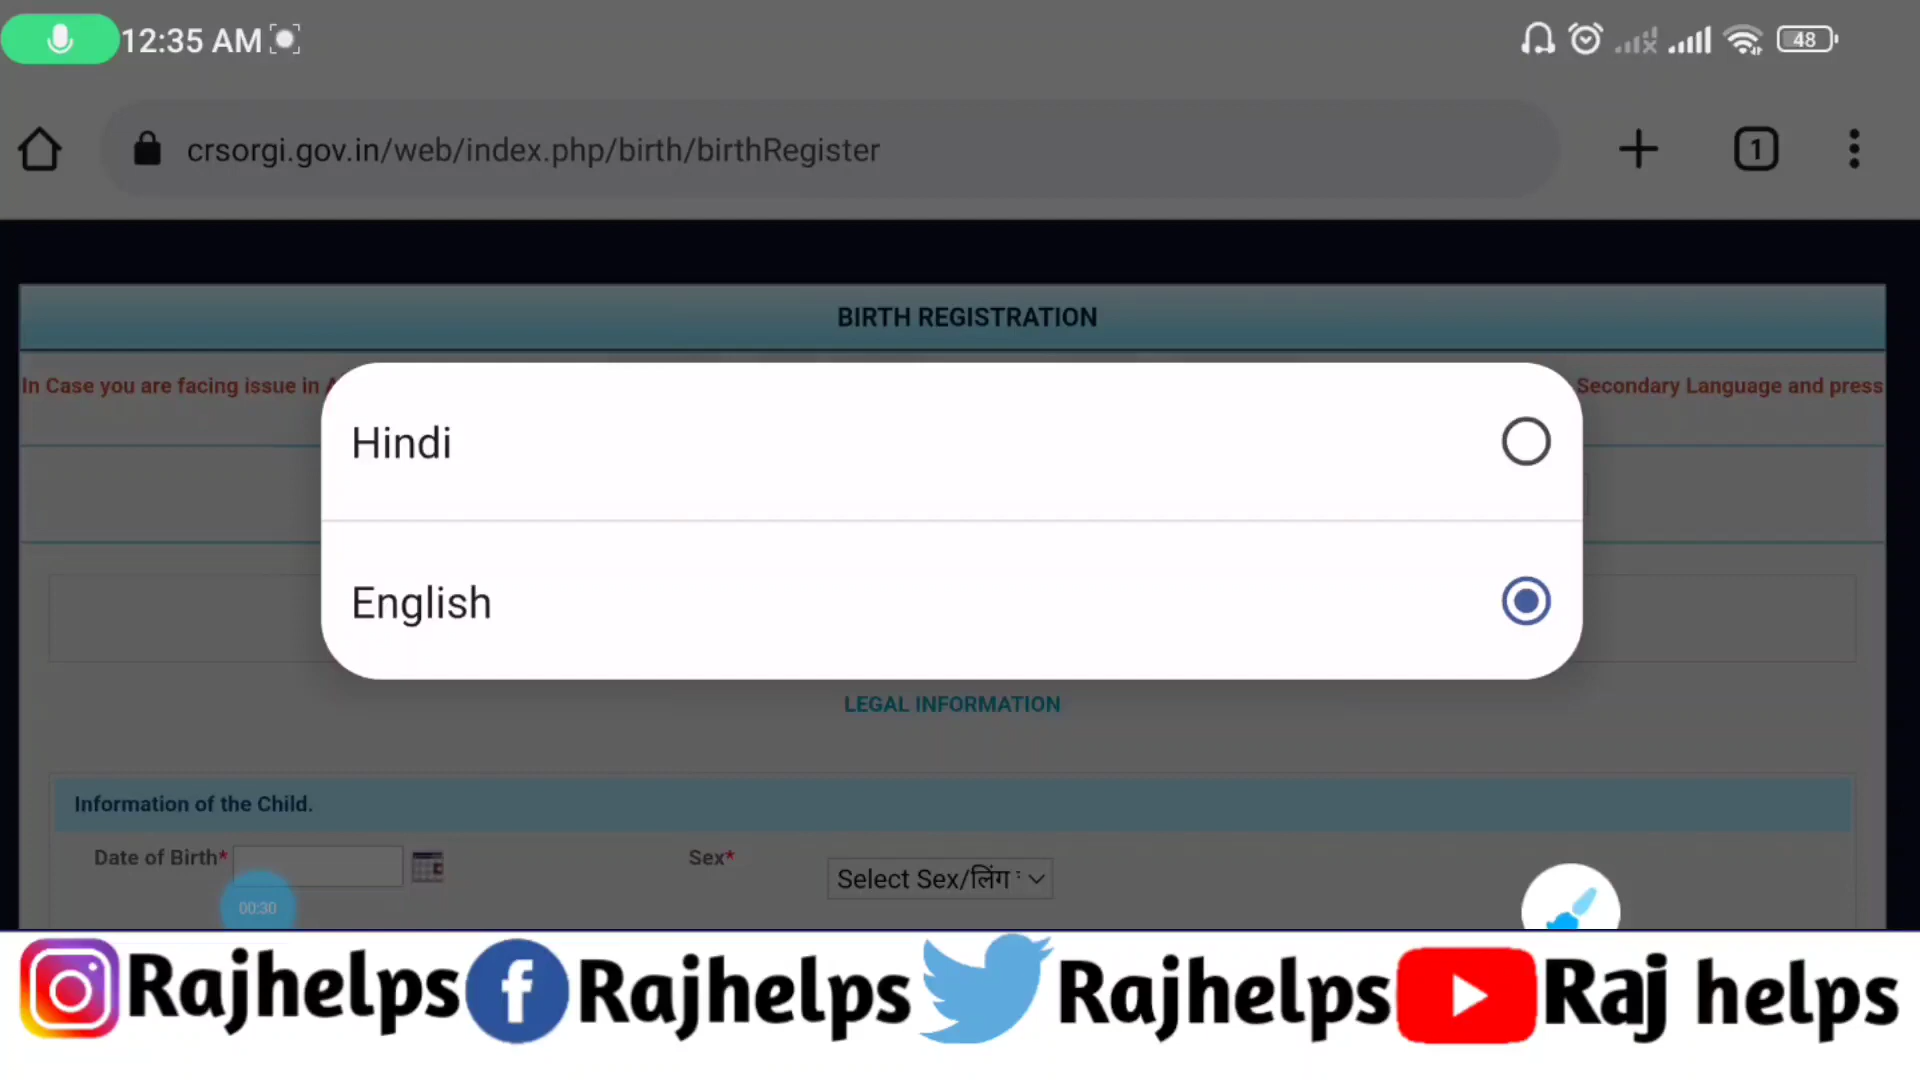 12:35 AM
48
crsorgi.gov.in/web/index.php/birth/birthRegister
1
BIRTH REGISTRATION
In Case you are facing issue in
Secondary Language and press
Hindi
English
LEGAL INFORMATION
Information of the Child.
Date of Birth*
Sex*
Select Sex/लिंग
00:30
Rajhelps Rajhelps Rajhelps Raj helps